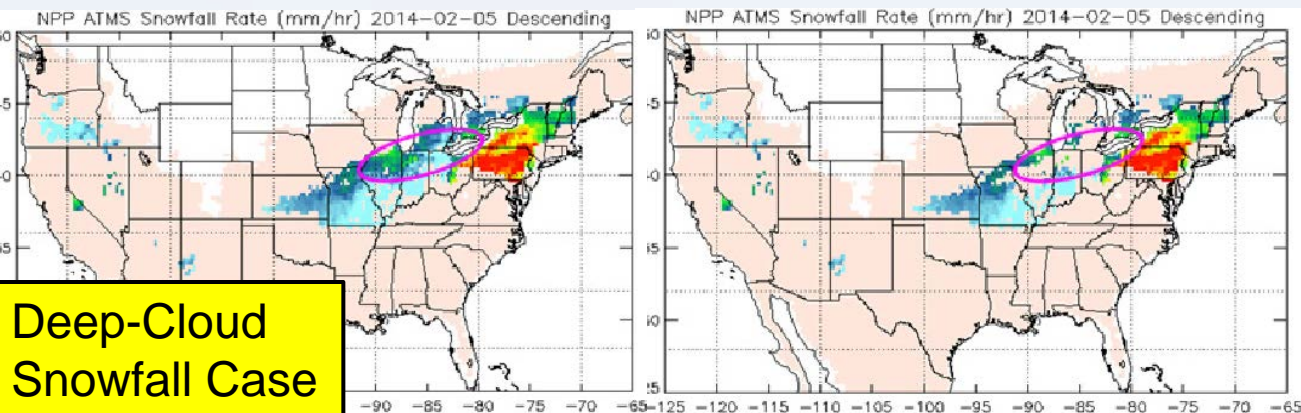 NPP ATMS Snowfall Rate (mm/hr) 2014-02-05 Descending
NPP ATMS Snowfall Rate (mm/hr) 2014-02-05 Descending
Deep-Cloud
Snowfall Case
-90 -85 -80 -75 -70 -65
-125 -120 -115 -110 -105 -100 -95 -90 -85 -80 -75 -70 -65